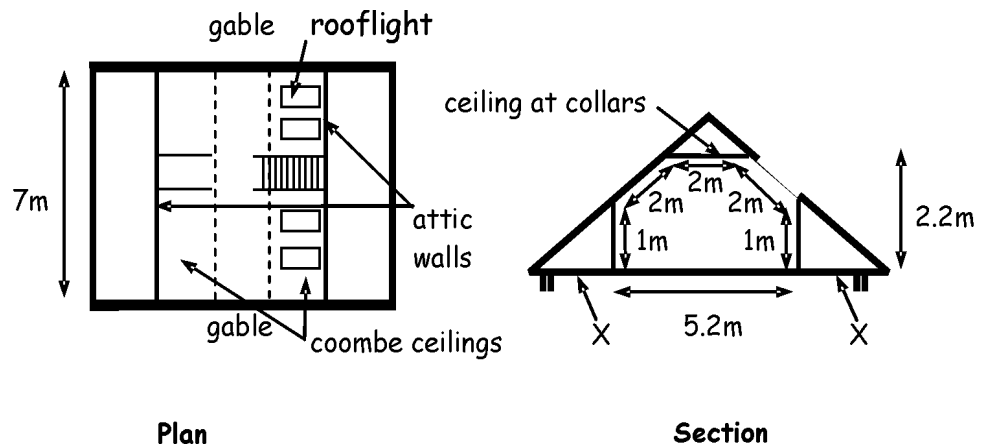 gable
rooflight
7m
attic
walls
gable
coombe ceilings
Plan
ceiling at collars
2m
2m
2m
1m
1m
2.2m
5.2m
X
X
Section